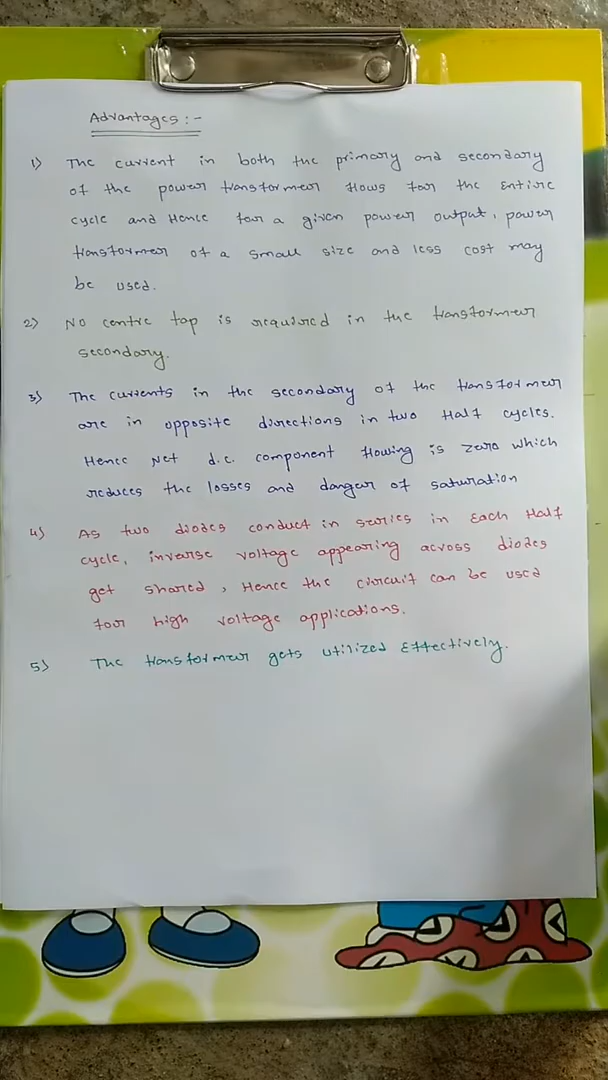 Advantages :-
1) The current in both the primary and secondary
of the power transformer flows for the Entire
cycle and Hence for a given power output, power
transformer of a small size and less cost may
be used.
2) No centre tap is required in the transformer
secondary.
3) The currents in the secondary of the transformer
are in opposite directions in two Half cycles.
Hence Net d.c. component flowing is zero which
reduces the losses and danger of saturation
4) As two diodes conduct in series in Each Half
cycle, inverse voltage appearing across diodes
get shared, Hence the circuit can be used
for high voltage applications.
5) The transformer gets utilized Effectively.